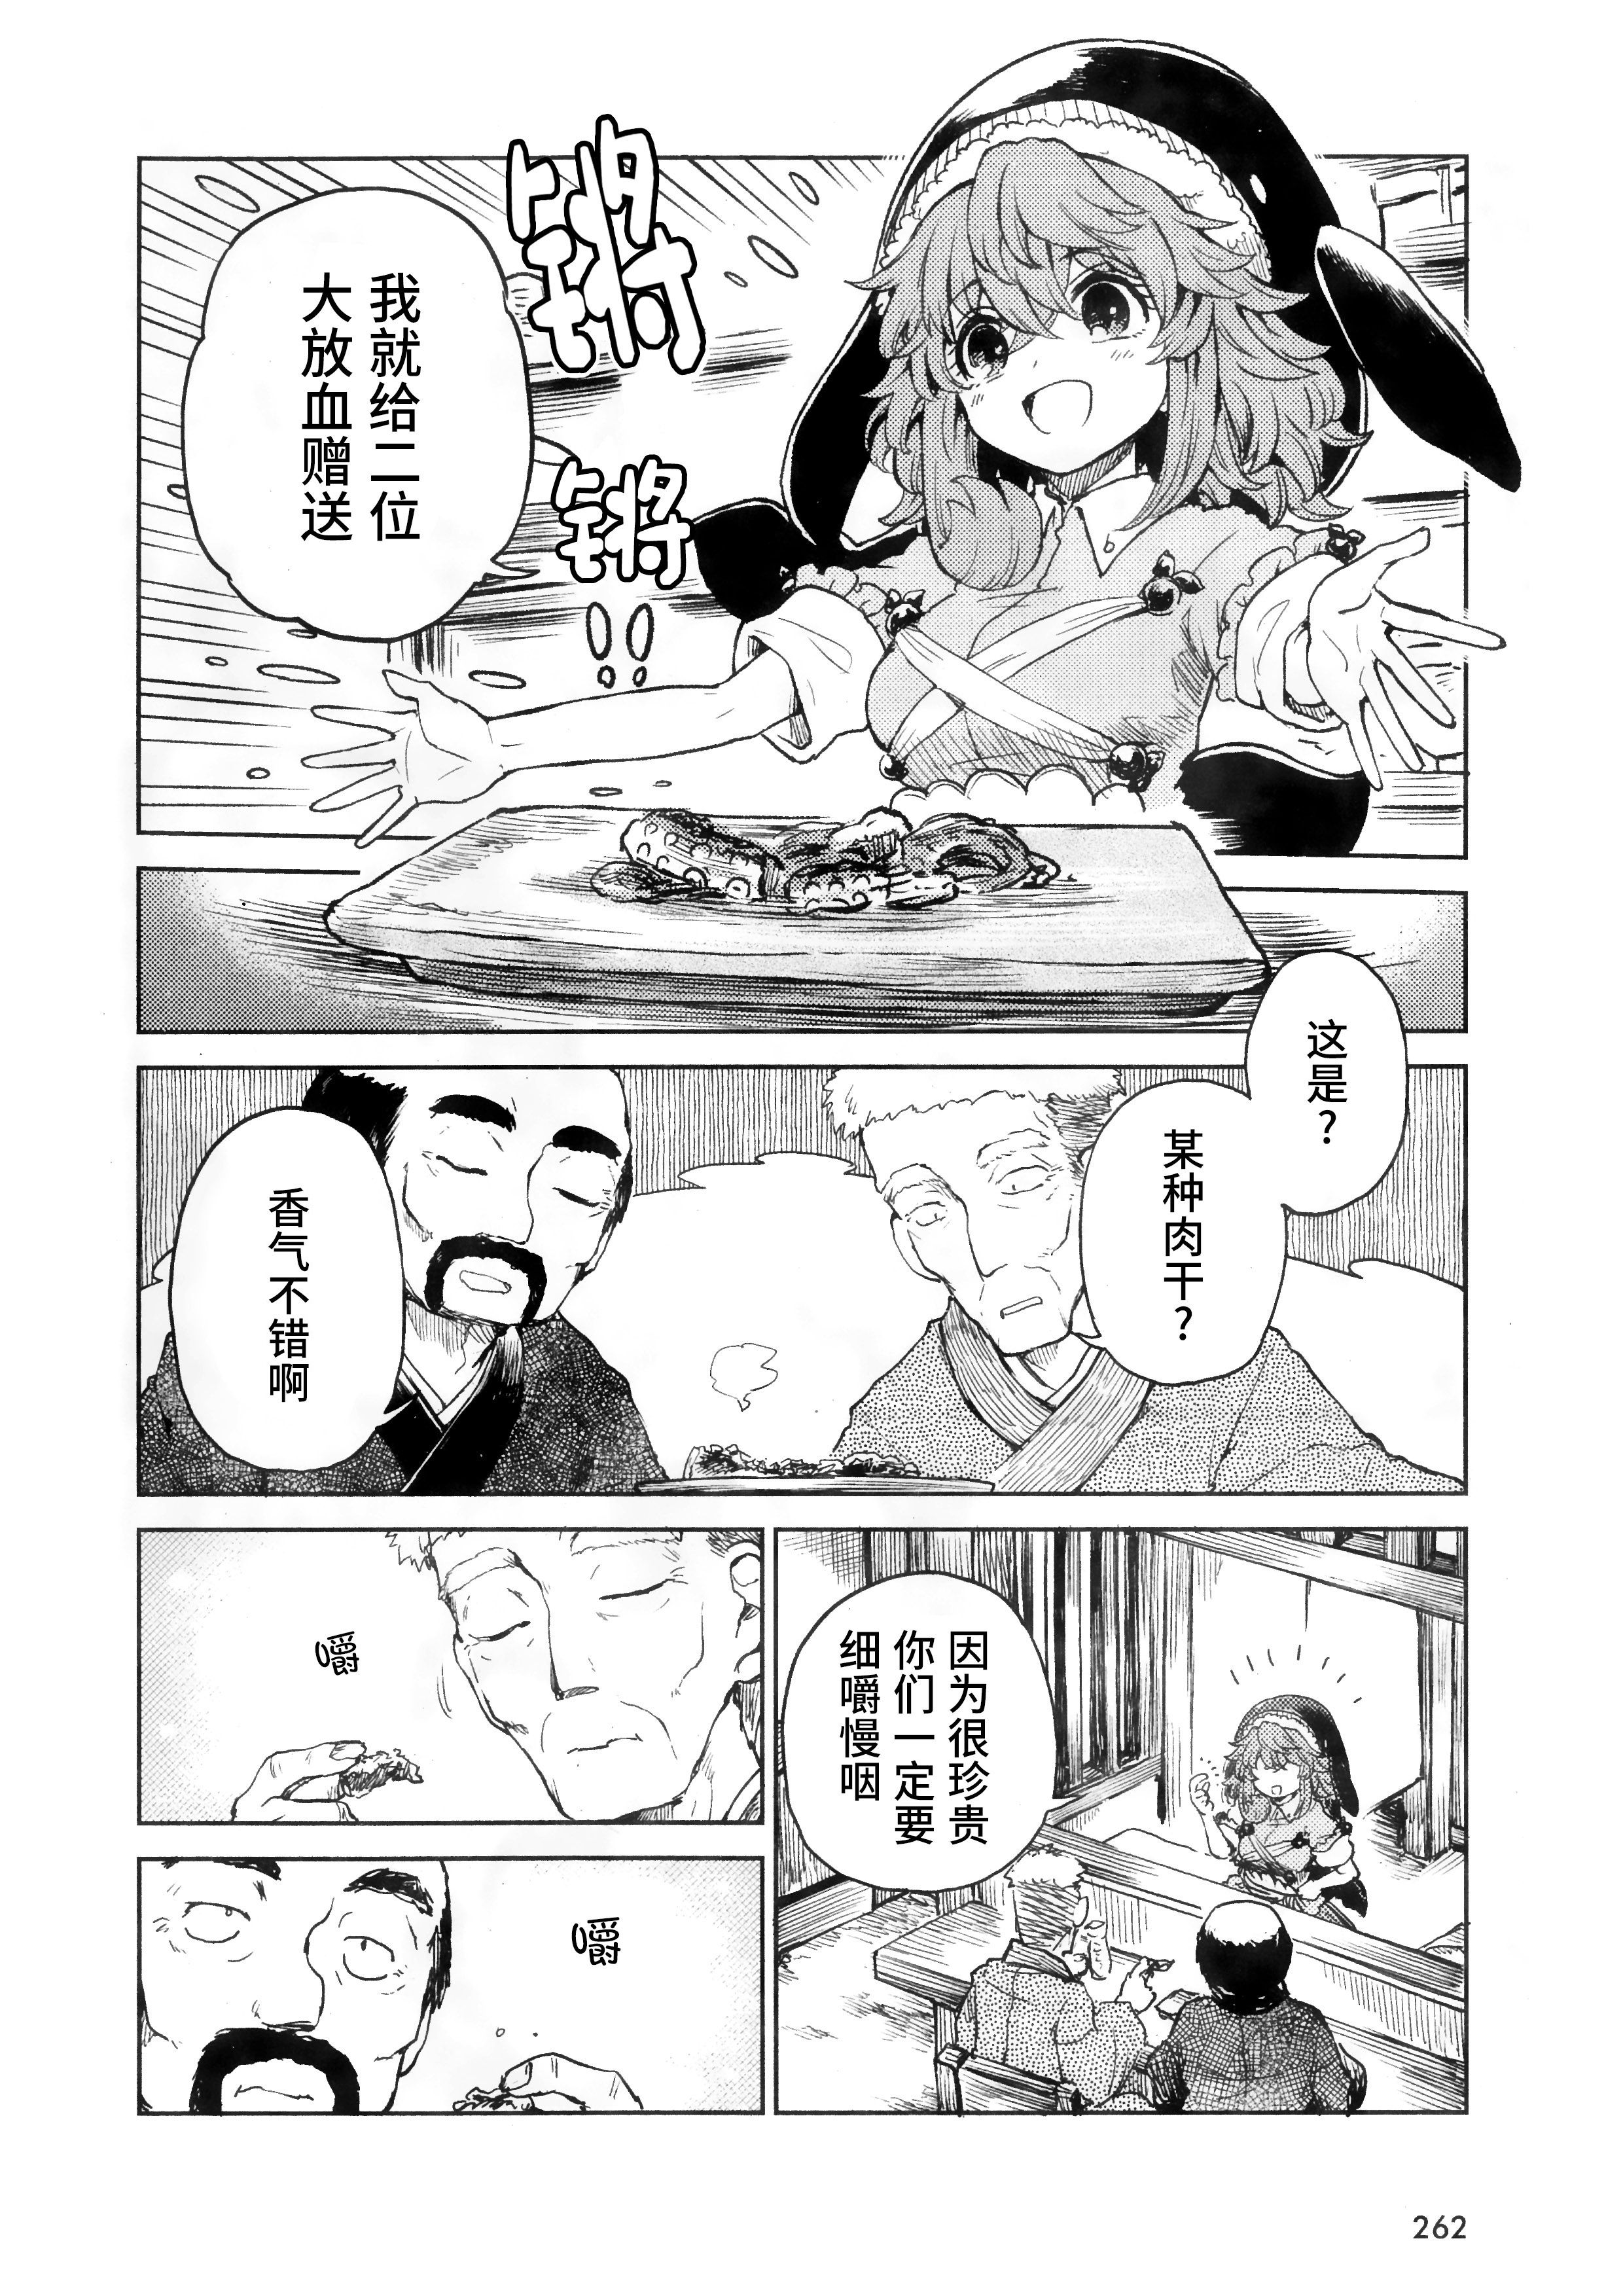 我就给二位
大放血赠送
锵
锵
!!
这是?
某种肉干?
香气不错啊
因为很珍贵
你们一定要
细嚼慢咽
嚼
嚼
262